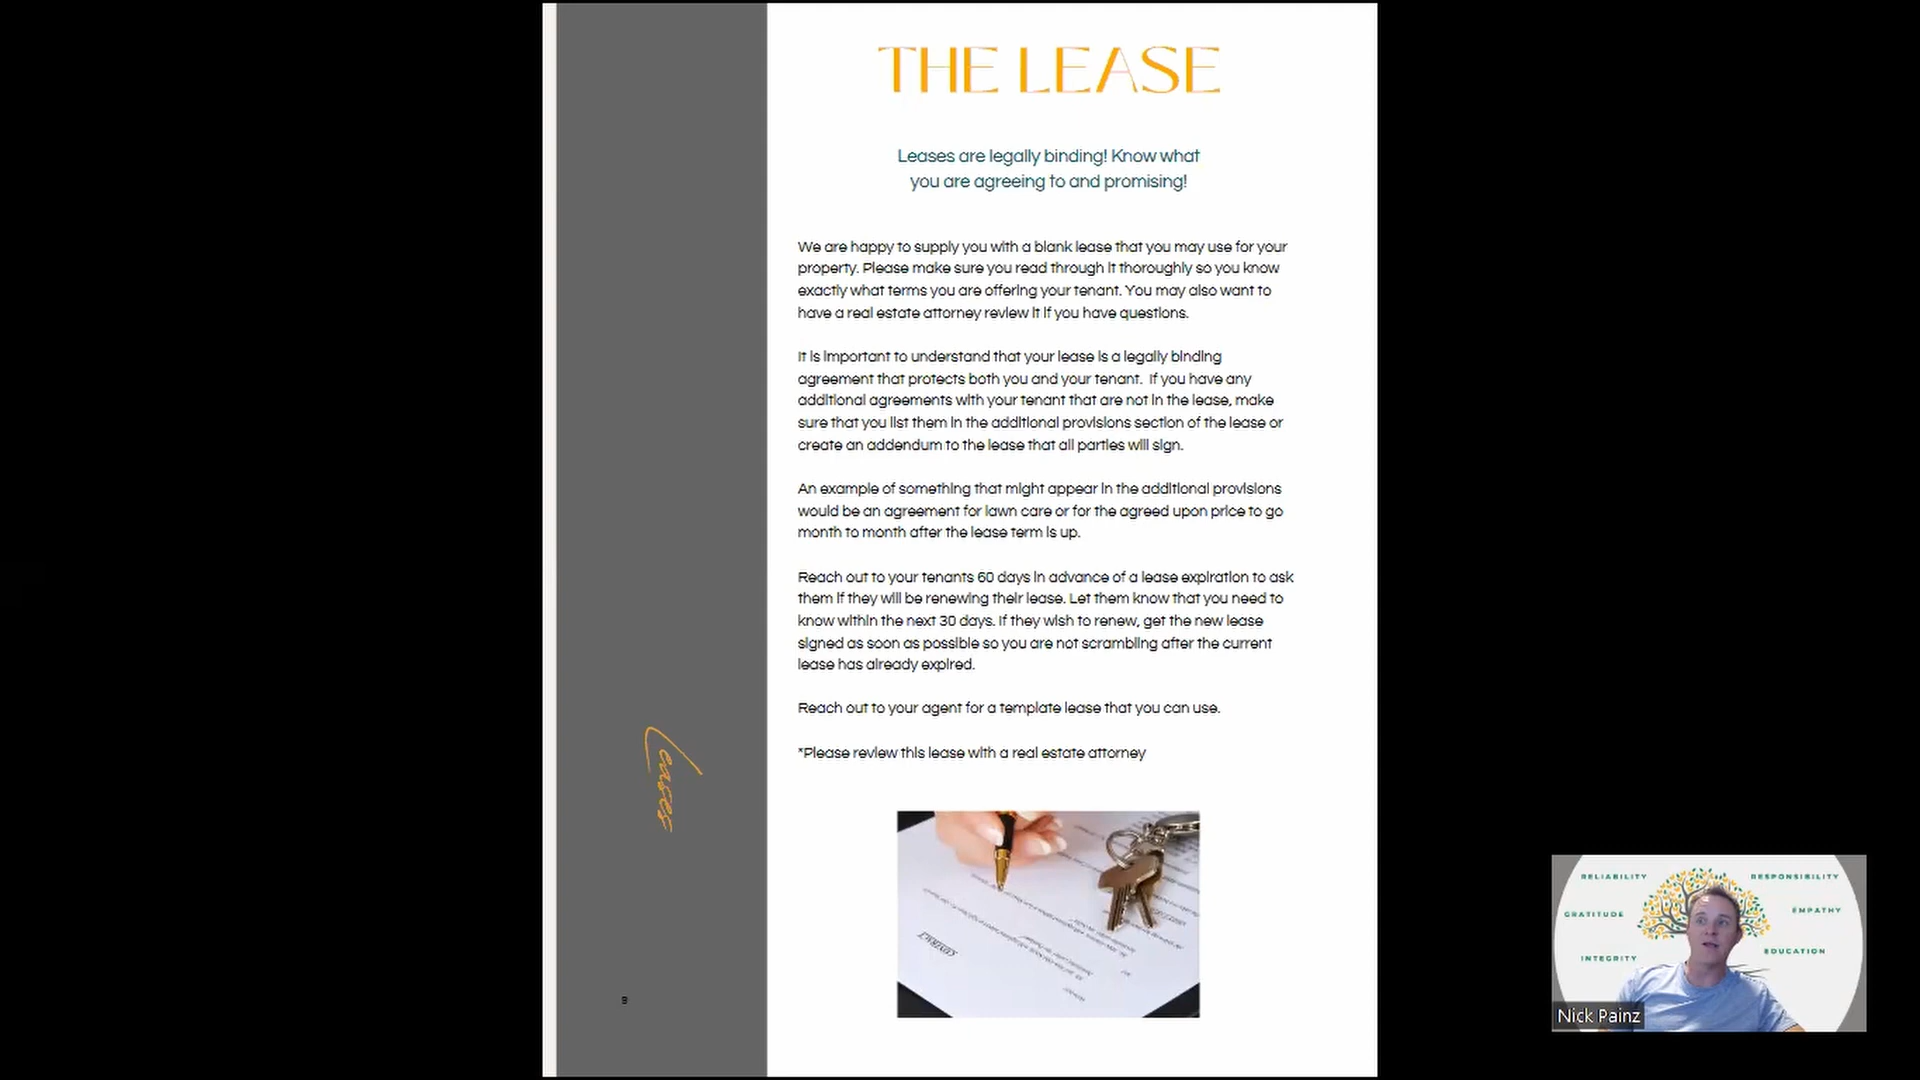 THE LEASE
Leases are legally binding! Know what
you are agreeing to and promising!
We are happy to supply you with a blank lease that you may use for your
property. Please make sure you read through it thoroughly so you know
exactly what terms you are offering your tenant. You may also want to
have a real estate attorney review it if you have questions.
It is important to understand that your lease is a legally binding
agreement that protects both you and your tenant. If you have any
additional agreements with your tenant that are not in the lease, make
sure that you list them in the additional provisions section of the lease or
create an addendum to the lease that all parties will sign.
An example of something that might appear in the additional provisions
would be an agreement for lawn care or for the agreed upon price to go
month to month after the lease term is up.
Reach out to your tenants 60 days in advance of a lease expiration to ask
them if they will be renewing their lease. Let them know that you need to
know within the next 30 days. If they wish to renew, get the new lease
signed as soon as possible so you are not scrambling after the current
lease has already expired.
Reach out to your agent for a template lease that you can use.
*Please review this lease with a real estate attorney
Leases
9
CONTRACT
RELIABILITY
RESPONSIBILITY
GRATITUDE
EMPATHY
INTEGRITY
EDUCATION
Nick Painz